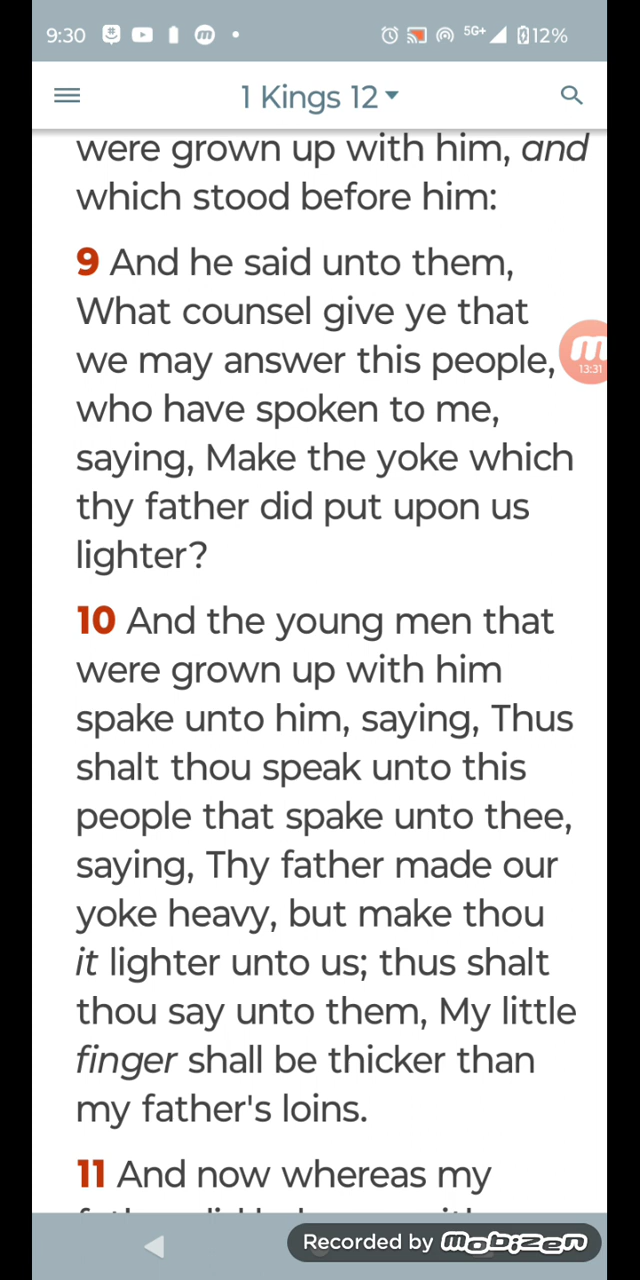 9:30 5G+ 12%
1 Kings 12
were grown up with him, and
which stood before him:
9 And he said unto them,
What counsel give ye that
we may answer this people,
who have spoken to me,
saying, Make the yoke which
thy father did put upon us
lighter?
10 And the young men that
were grown up with him
spake unto him, saying, Thus
shalt thou speak unto this
people that spake unto thee,
saying, Thy father made our
yoke heavy, but make thou
it lighter unto us; thus shalt
thou say unto them, My little
finger shall be thicker than
my father's loins.
11 And now whereas my
m
13:31
Recorded by mobizen